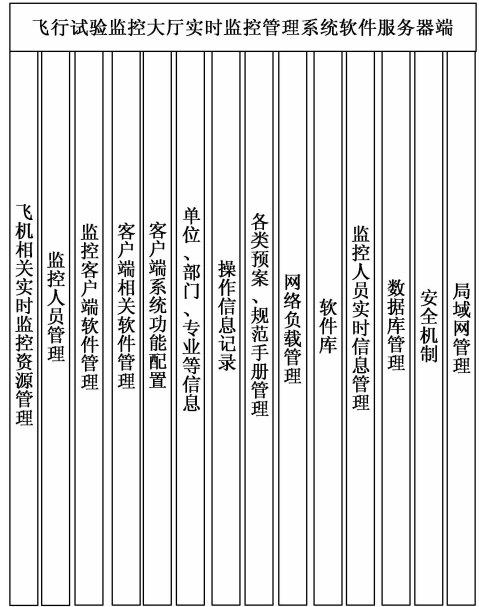 飞行试验监控大厅实时监控管理系统软件服务器端
飞机相关实时监控资源管理
监控人员管理
监控客户端软件管理
客户端相关软件管理
客户端系统功能配置
单位、部门、专业等信息
操作信息记录
各类预案、规范手册管理
网络负载管理
软件库
监控人员实时信息管理
数据库管理
安全机制
局域网管理